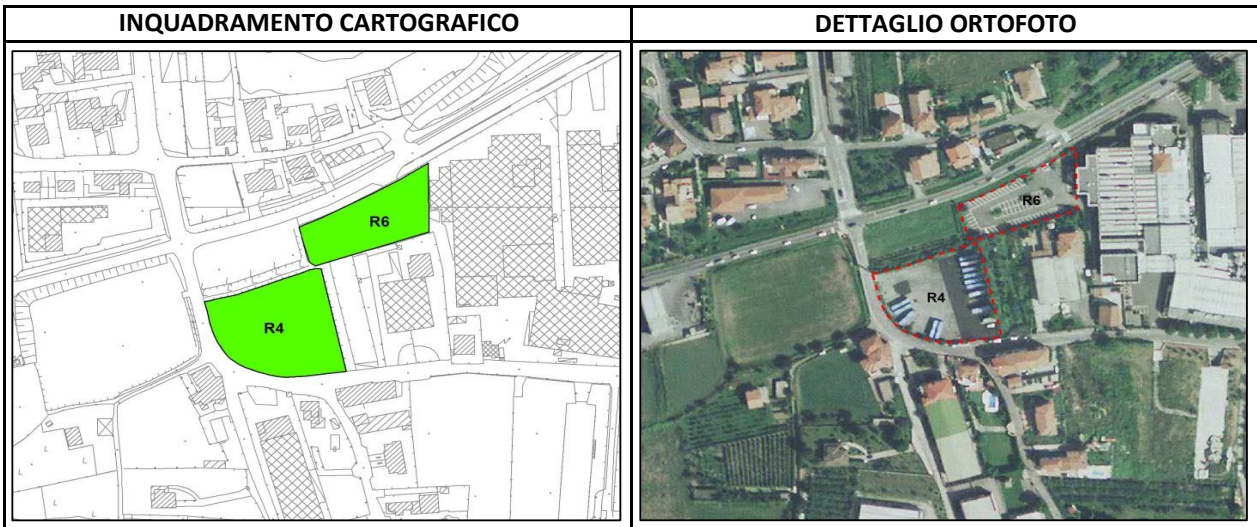 INQUADRAMENTO CARTOGRAFICO
DETTAGLIO ORTOFOTO
R6
R4
R6
R4